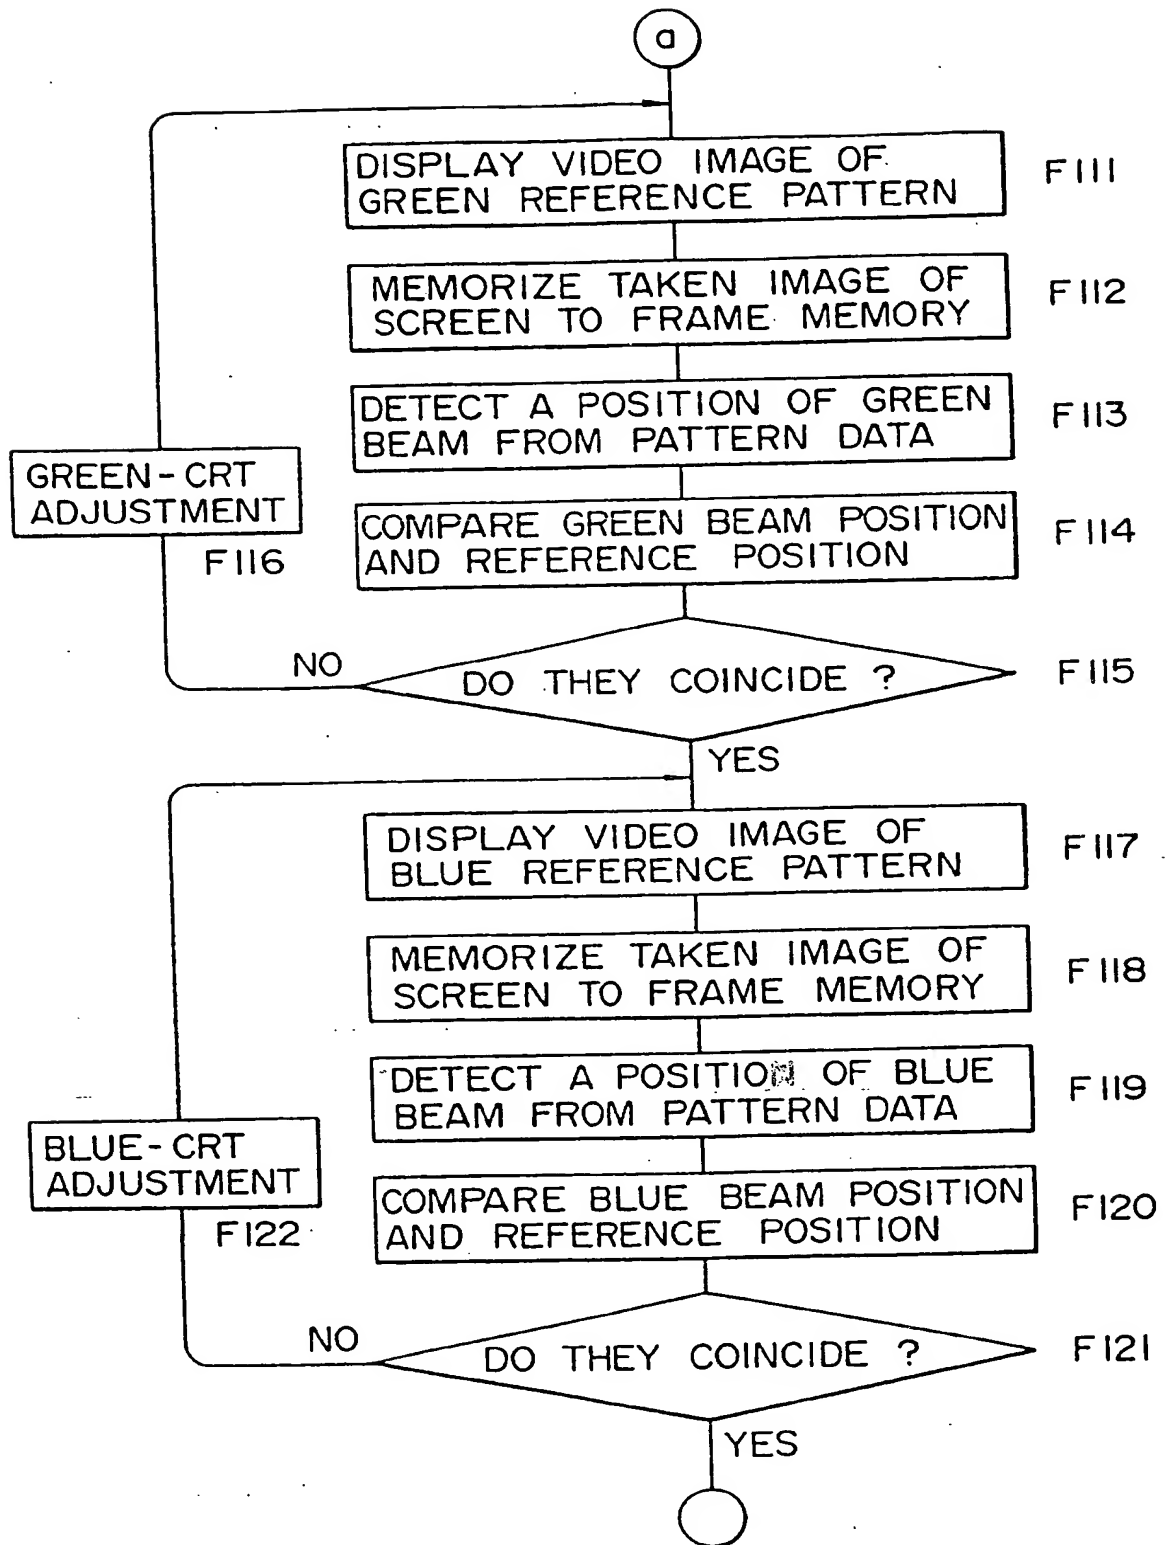 a
DISPLAY VIDEO IMAGE OF
GREEN REFERENCE PATTERN
F111
MEMORIZE TAKEN IMAGE OF
SCREEN TO FRAME MEMORY
F112
DETECT A POSITION OF GREEN
BEAM FROM PATTERN DATA
F113
GREEN-CRT
ADJUSTMENT
F116
COMPARE GREEN BEAM POSITION
AND REFERENCE POSITION
F114
NO
DO THEY COINCIDE ?
F115
YES
DISPLAY VIDEO IMAGE OF
BLUE REFERENCE PATTERN
F117
MEMORIZE TAKEN IMAGE OF
SCREEN TO FRAME MEMORY
F118
DETECT A POSITION OF BLUE
BEAM FROM PATTERN DATA
F119
BLUE-CRT
ADJUSTMENT
F122
COMPARE BLUE BEAM POSITION
AND REFERENCE POSITION
F120
NO
DO THEY COINCIDE ?
F121
YES